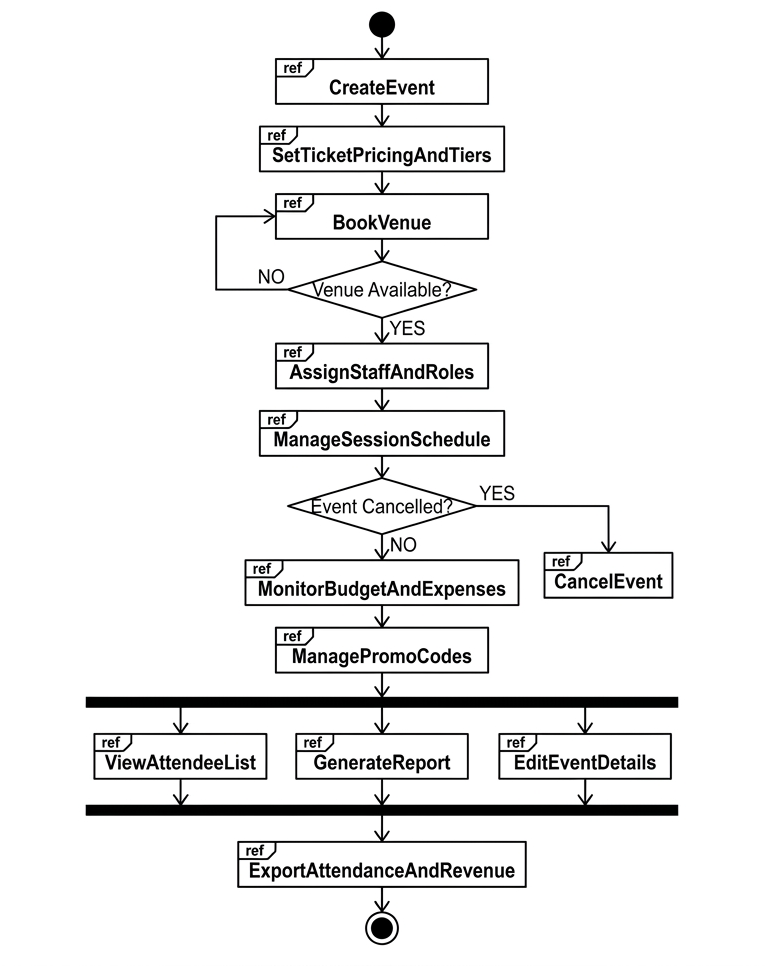 ref
CreateEvent
ref
SetTicketPricingAndTiers
ref
BookVenue
NO
Venue Available?
YES
ref
AssignStaffAndRoles
ref
ManageSessionSchedule
Event Cancelled?
YES
NO
ref
CancelEvent
ref
MonitorBudgetAndExpenses
ref
ManagePromoCodes
ref
ViewAttendeeList
ref
GenerateReport
ref
EditEventDetails
ref
ExportAttendanceAndRevenue